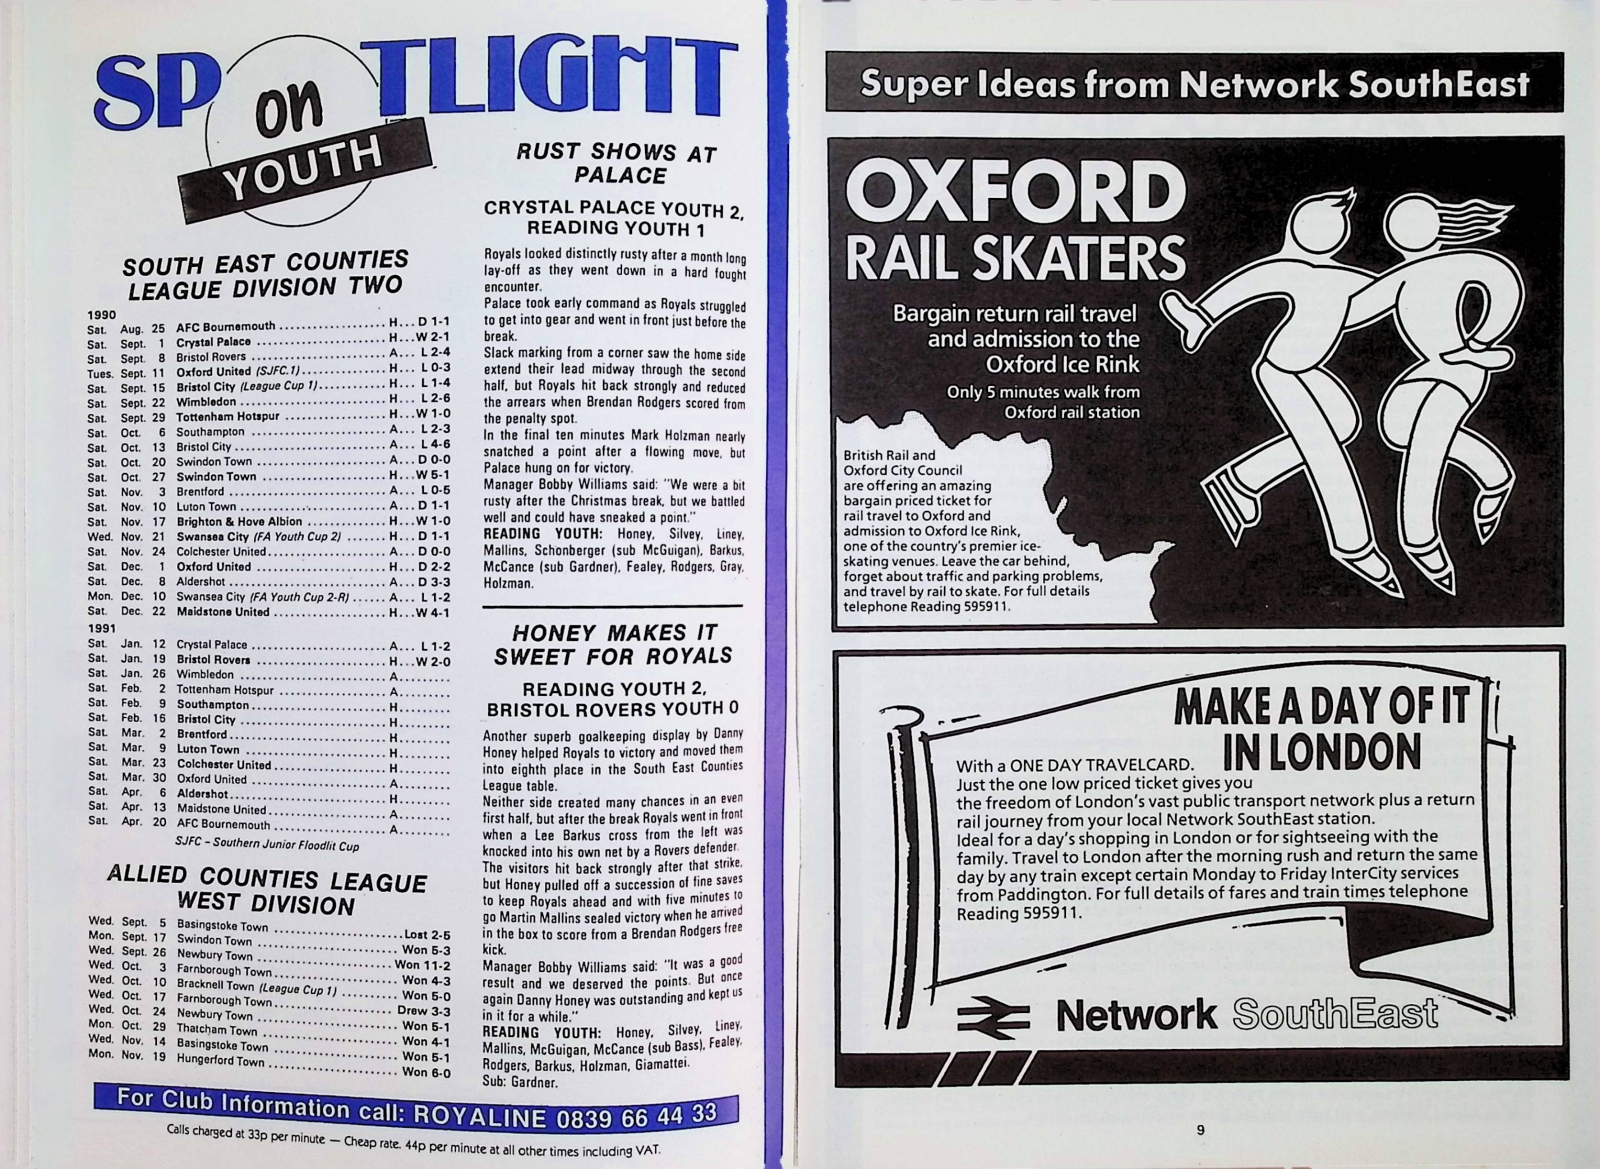 SPOTLIGHT
on
YOUTH
SOUTH EAST COUNTIES
LEAGUE DIVISION TWO
1990
Sat. Aug. 25 AFC Bournemouth .................... H... D 1-1
Sat. Sept. 1 Crystal Palace .................... H...W 2-1
Sat. Sept. 8 Bristol Rovers .................... A... L 2-4
Tues. Sept. 11 Oxford United (SJFC.1) .................... H... L 0-3
Sat. Sept. 15 Bristol City (League Cup 1) .................... H... L 1-4
Sat. Sept. 22 Wimbledon .................... H... L 2-6
Sat. Sept. 29 Tottenham Hotspur .................... H...W 1-0
Sat. Oct. 6 Southampton .................... A... L 2-3
Sat. Oct. 13 Bristol City .................... A... L 4-6
Sat. Oct. 20 Swindon Town .................... A... D 0-0
Sat. Oct. 27 Swindon Town .................... H...W 5-1
Sat. Nov. 3 Brentford .................... A... L 0-5
Sat. Nov. 10 Luton Town .................... A... D 1-1
Sat. Nov. 17 Brighton & Hove Albion .................... H...W 1-0
Wed. Nov. 21 Swansea City (FA Youth Cup 2) ....... H... D 1-1
Sat. Nov. 24 Colchester United .................... A... D 0-0
Sat. Dec. 1 Oxford United .................... H... D 2-2
Sat. Dec. 8 Aldershot .................... A... D 3-3
Mon. Dec. 10 Swansea City (FA Youth Cup 2-R) ...... A... L 1-2
Sat. Dec. 22 Maidstone United .................... H...W 4-1
1991
Sat. Jan. 12 Crystal Palace .................... A... L 1-2
Sat. Jan. 19 Bristol Rovers .................... H...W 2-0
Sat. Jan. 26 Wimbledon .................... A.........
Sat. Feb. 2 Tottenham Hotspur .................... A.........
Sat. Feb. 9 Southampton .................... H.........
Sat. Feb. 16 Bristol City .................... H.........
Sat. Mar. 2 Brentford .................... H.........
Sat. Mar. 9 Luton Town .................... H.........
Sat. Mar. 23 Colchester United .................... H.........
Sat. Mar. 30 Oxford United .................... A.........
Sat. Apr. 6 Aldershot .................... H.........
Sat. Apr. 13 Maidstone United .................... A.........
Sat. Apr. 20 AFC Bournemouth .................... A.........
SJFC – Southern Junior Floodlit Cup
ALLIED COUNTIES LEAGUE
WEST DIVISION
Wed. Sept. 5 Basingstoke Town .................... Lost 2-5
Mon. Sept. 17 Swindon Town .................... Won 5-3
Wed. Sept. 26 Newbury Town .................... Won 11-2
Wed. Oct. 3 Farnborough Town .................... Won 4-3
Wed. Oct. 10 Bracknell Town (League Cup 1) .......... Won 5-0
Wed. Oct. 17 Farnborough Town .................... Drew 3-3
Wed. Oct. 24 Newbury Town .................... Won 5-1
Mon. Oct. 29 Thatcham Town .................... Won 4-1
Wed. Nov. 14 Basingstoke Town .................... Won 5-1
Mon. Nov. 19 Hungerford Town .................... Won 6-0
RUST SHOWS AT
PALACE
CRYSTAL PALACE YOUTH 2,
READING YOUTH 1
Royals looked distinctly rusty after a month long
lay-off as they went down in a hard fought
encounter.
Palace took early command as Royals struggled
to get into gear and went in front just before the
break.
Slack marking from a corner saw the home side
extend their lead midway through the second
half, but Royals hit back strongly and reduced
the arrears when Brendan Rodgers scored from
the penalty spot.
In the final ten minutes Mark Holzman nearly
snatched a point after a flowing move, but
Palace hung on for victory.
Manager Bobby Williams said: "We were a bit
rusty after the Christmas break, but we battled
well and could have sneaked a point."
READING YOUTH: Honey, Silvey, Liney,
Mallins, Schonberger (sub McGuigan), Barkus,
McCance (sub Gardner), Fealey, Rodgers, Gray,
Holzman.
HONEY MAKES IT
SWEET FOR ROYALS
READING YOUTH 2,
BRISTOL ROVERS YOUTH 0
Another superb goalkeeping display by Danny
Honey helped Royals to victory and moved them
into eighth place in the South East Counties
League table.
Neither side created many chances in an even
first half, but after the break Royals went in front
when a Lee Barkus cross from the left was
knocked into his own net by a Rovers defender.
The visitors hit back strongly after that strike,
but Honey pulled off a succession of fine saves
to keep Royals ahead and with five minutes to
go Martin Mallins sealed victory when he arrived
in the box to score from a Brendan Rodgers free
kick.
Manager Bobby Williams said: "It was a good
result and we deserved the points. But once
again Danny Honey was outstanding and kept us
in it for a while."
READING YOUTH: Honey, Silvey, Liney,
Mallins, McGuigan, McCance (sub Bass), Fealey,
Rodgers, Barkus, Holzman, Giamattei.
Sub: Gardner.
For Club Information call: ROYALINE 0839 66 44 33
Calls charged at 33p per minute — Cheap rate. 44p per minute at all other times including VAT.
Super Ideas from Network SouthEast
OXFORD
RAIL SKATERS
Bargain return rail travel
and admission to the
Oxford Ice Rink
Only 5 minutes walk from
Oxford rail station
British Rail and
Oxford City Council
are offering an amazing
bargain priced ticket for
rail travel to Oxford and
admission to Oxford Ice Rink,
one of the country's premier ice-
skating venues. Leave the car behind,
forget about traffic and parking problems,
and travel by rail to skate. For full details
telephone Reading 595911.
MAKE A DAY OF IT
IN LONDON
With a ONE DAY TRAVELCARD.
Just the one low priced ticket gives you
the freedom of London's vast public transport network plus a return
rail journey from your local Network SouthEast station.
Ideal for a day's shopping in London or for sightseeing with the
family. Travel to London after the morning rush and return the same
day by any train except certain Monday to Friday InterCity services
from Paddington. For full details of fares and train times telephone
Reading 595911.
Network SouthEast
9